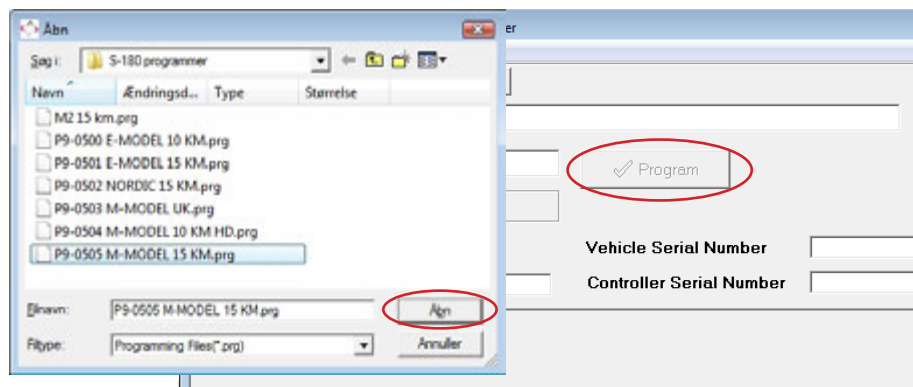 Åbn
er
Søg i: S-180 programmer
Navn Ændringsd... Type Størrelse
M2 15 km.prg
P9-0500 E-MODEL 10 KM.prg
P9-0501 E-MODEL 15 KM.prg
P9-0502 NORDIC 15 KM.prg
P9-0503 M-MODEL UK.prg
P9-0504 M-MODEL 10 KM HD.prg
P9-0505 M-MODEL 15 KM.prg
Filnavn: P9-0505 M-MODEL 15 KM.prg Åbn
Filtype: Programming Files(*.prg) Annuller
Program
Vehicle Serial Number
Controller Serial Number